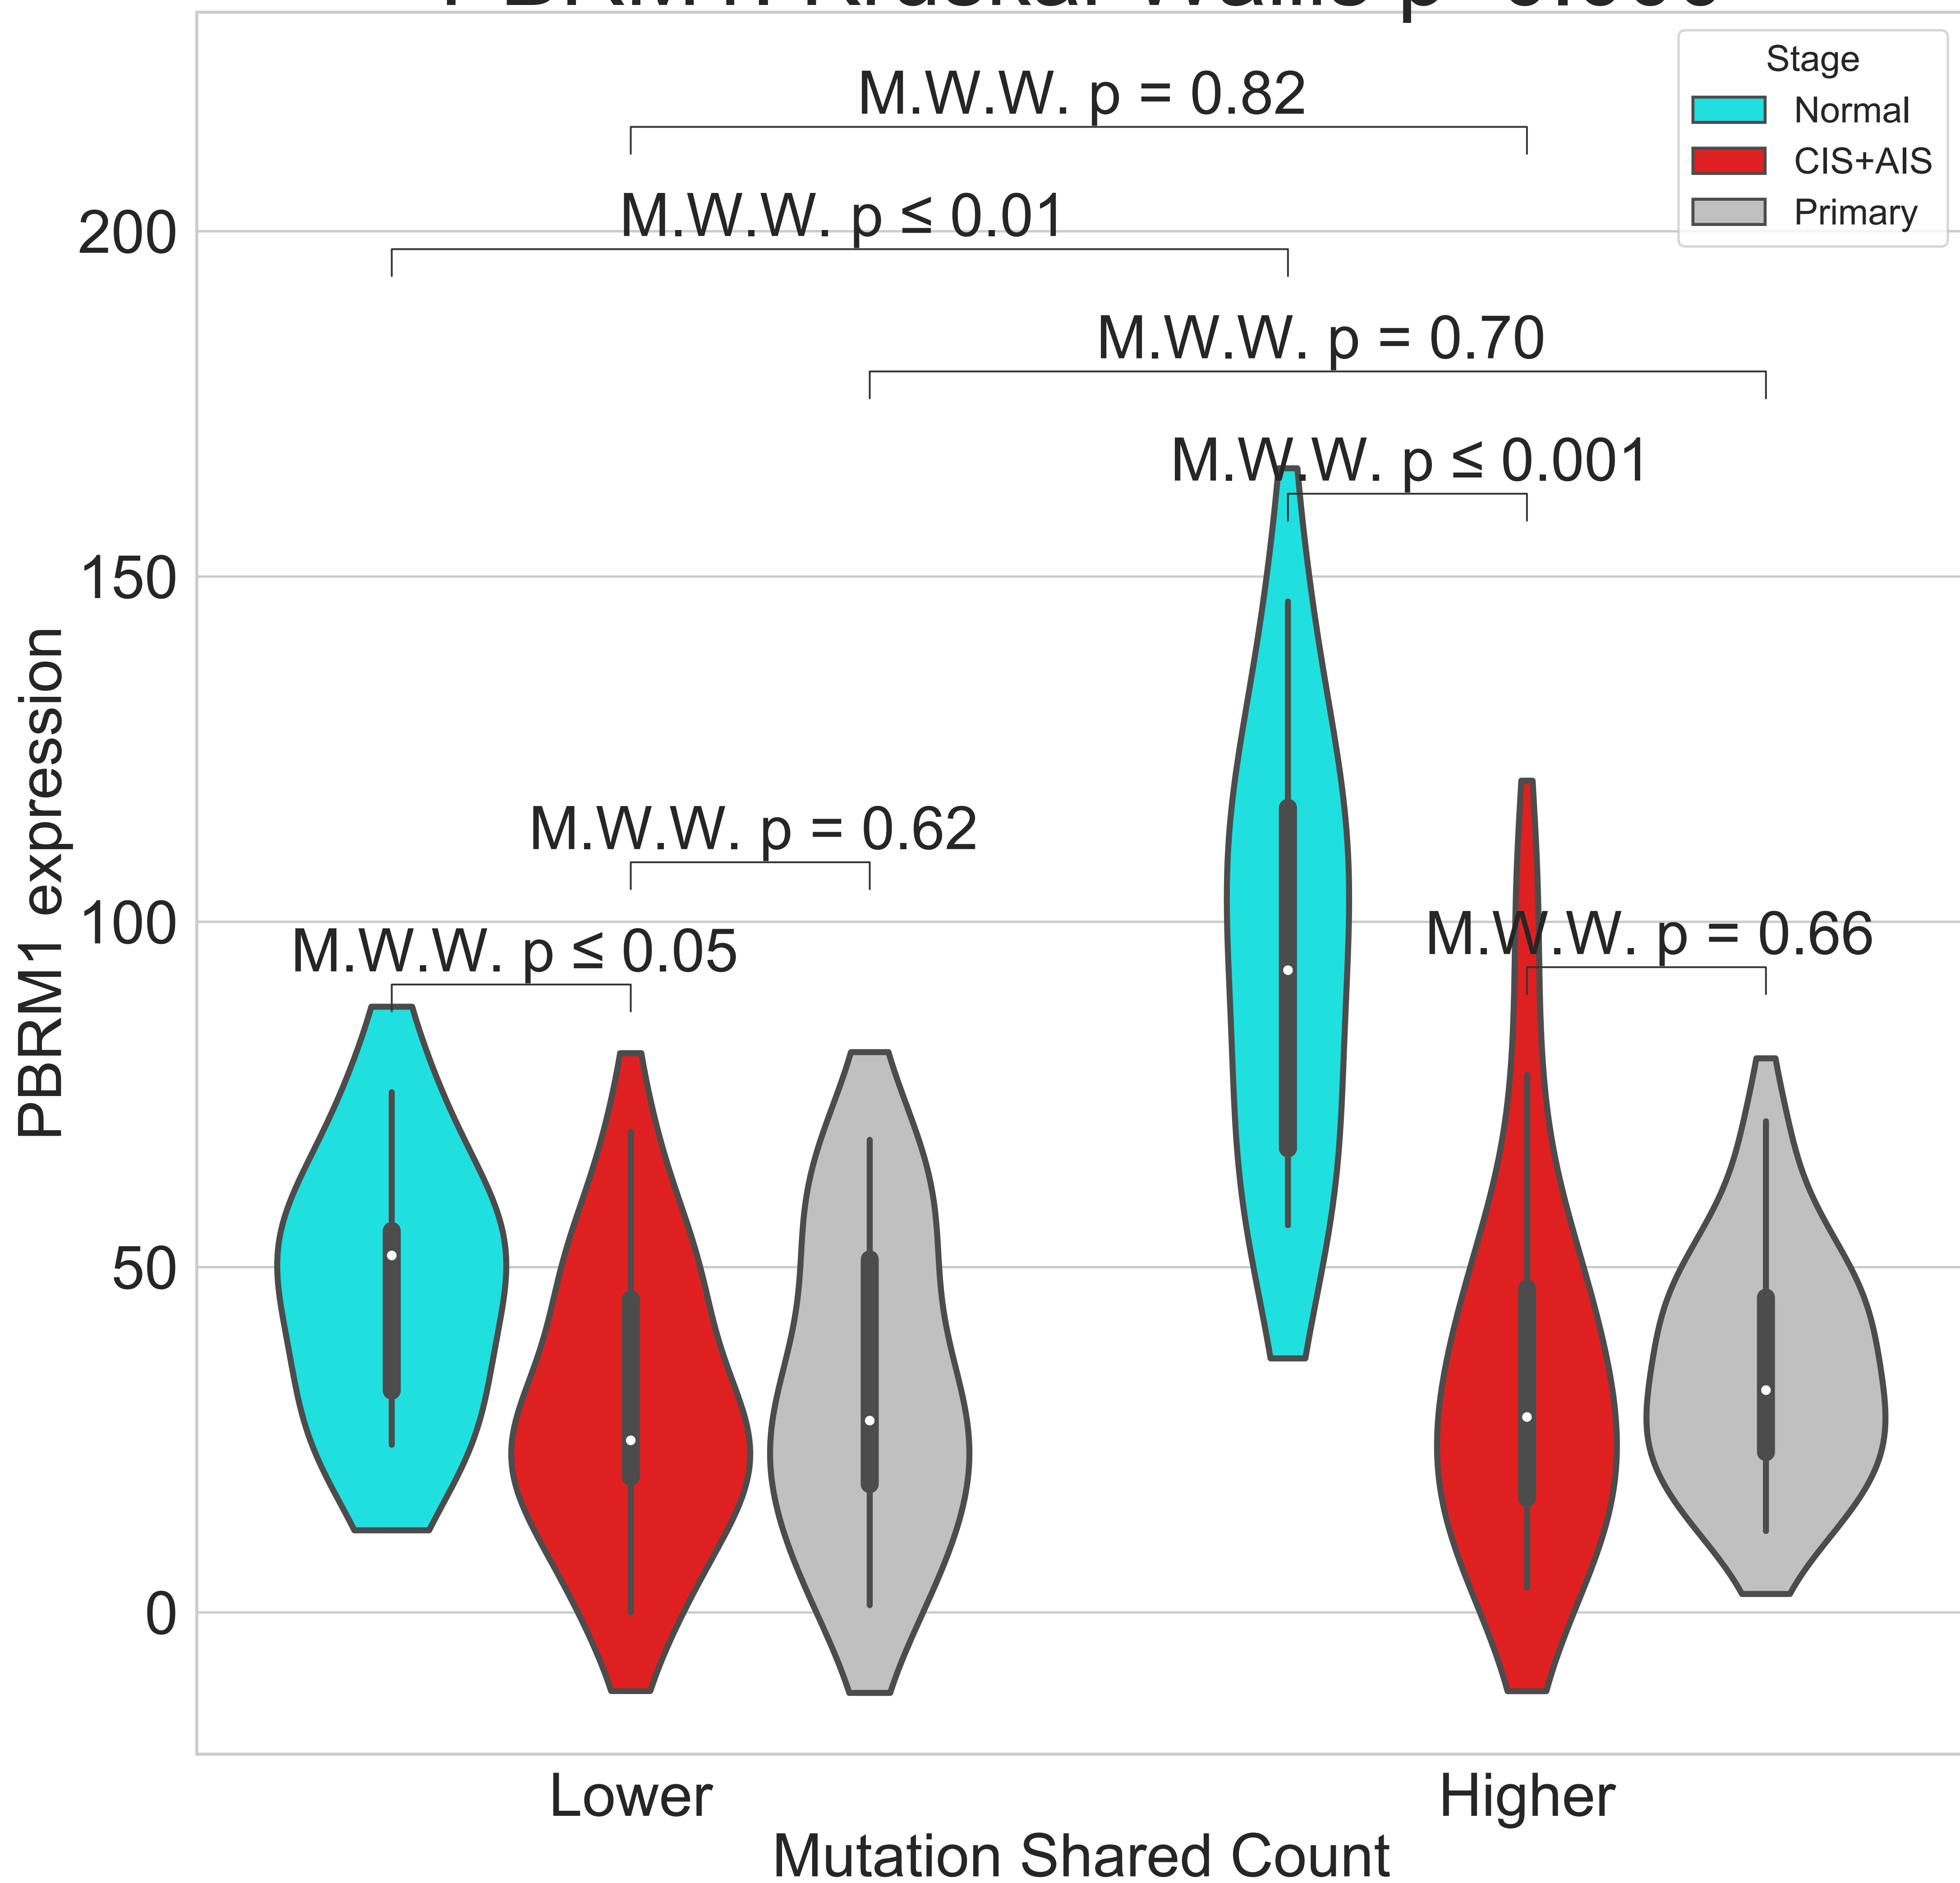 M.W.W. p = 0.82
Stage
Normal
CIS+AIS
Primary
M.W.W. p ≤ 0.01
M.W.W. p = 0.70
M.W.W. p ≤ 0.001
M.W.W. p = 0.62
M.W.W. p = 0.66
M.W.W. p ≤ 0.05
200
150
100
50
0
PBRM1 expression
Lower
Higher
Mutation Shared Count